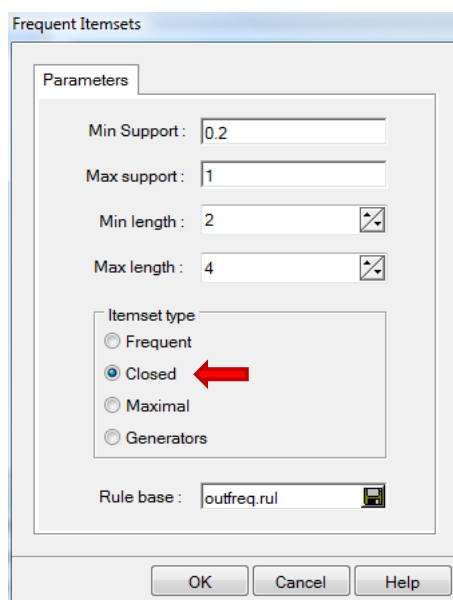 Frequent Itemsets
Parameters
Min Support : 0.2
Max support : 1
Min length : 2
Max length : 4
Itemset type
Frequent
Closed
Maximal
Generators
Rule base : outfreq.rul
OK Cancel Help